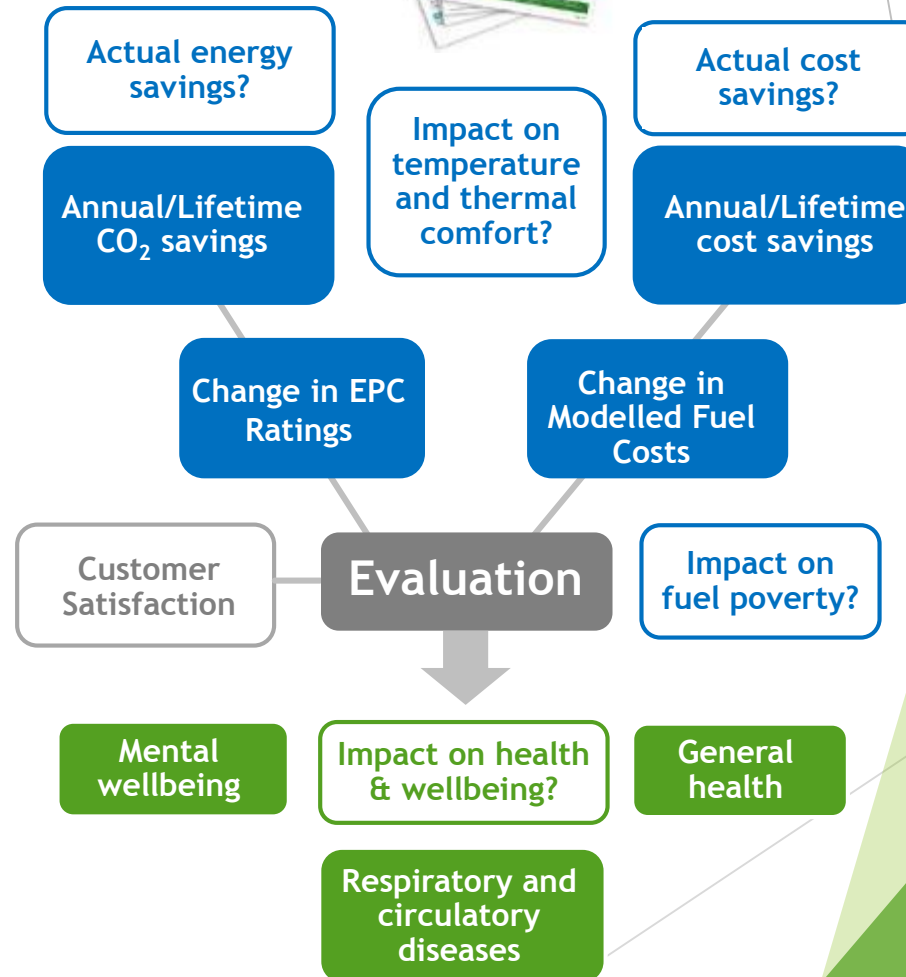 Actual energy
savings?
Actual cost
savings?
Impact on
temperature
and thermal
comfort?
Annual/Lifetime
CO₂ savings
Annual/Lifetime
cost savings
Change in EPC
Ratings
Change in
Modelled Fuel
Costs
Customer
Satisfaction
Evaluation
Impact on
fuel poverty?
Mental
wellbeing
Impact on health
& wellbeing?
General
health
Respiratory and
circulatory
diseases